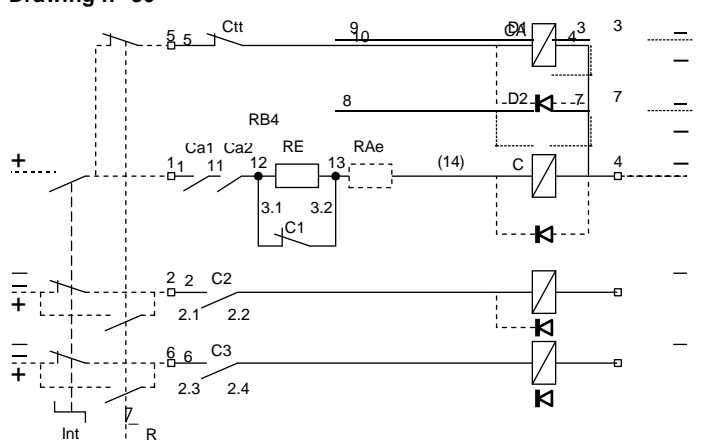 Drawing n° 30
Ctt 9 D1 3 3
5 5 10 CA 4
8 D2 7 7
RB4
+ 1 1 Ca1 11 Ca2 12 RE 13 RAe (14) C 4
3.1 3.2
C1
2 2 C2
+ 2.1 2.2
6 6 C3
+ 2.3 2.4
Int R